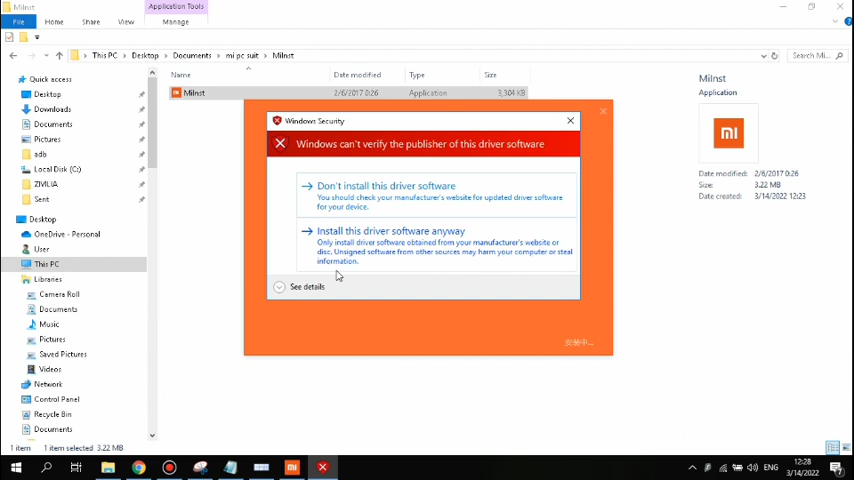 MiInst
Application Tools
File
Home
Share
View
Manage
This PC
Desktop
Documents
mi pc suit
MiInst
Search Mi...
Name
Date modified
Type
Size
Quick access
Desktop
Downloads
Documents
Pictures
adb
Local Disk (C:)
ZIVILIA
Sent
Desktop
OneDrive - Personal
User
This PC
Libraries
Camera Roll
Documents
Music
Pictures
Saved Pictures
Videos
Network
Control Panel
Recycle Bin
Documents
MiInst
2/6/2017 0:26
Application
3,304 KB
Windows Security
Windows can't verify the publisher of this driver software
Don't install this driver software
You should check your manufacturer's website for updated driver software
for your device.
Install this driver software anyway
Only install driver software obtained from your manufacturer's website or
disc. Unsigned software from other sources may harm your computer or steal
information.
See details
安装中...
MiInst
Application
mi
Date modified: 2/6/2017 0:26
Size: 3.22 MB
Date created: 3/14/2022 12:23
1 item
1 item selected 3.22 MB
ENG
12:28
3/14/2022